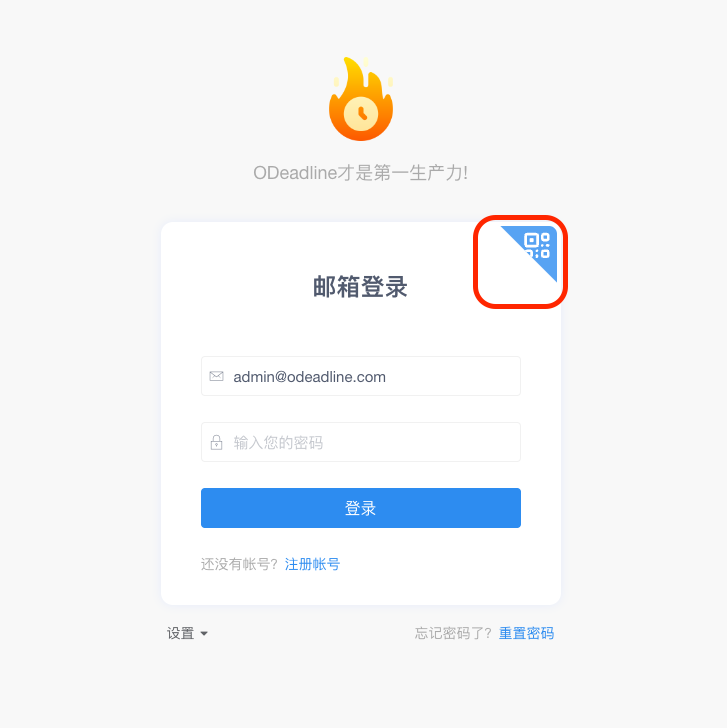 ODeadline才是第一生产力!
邮箱登录
admin@odeadline.com
输入您的密码
登录
还没有帐号? 注册帐号
设置
忘记密码了? 重置密码